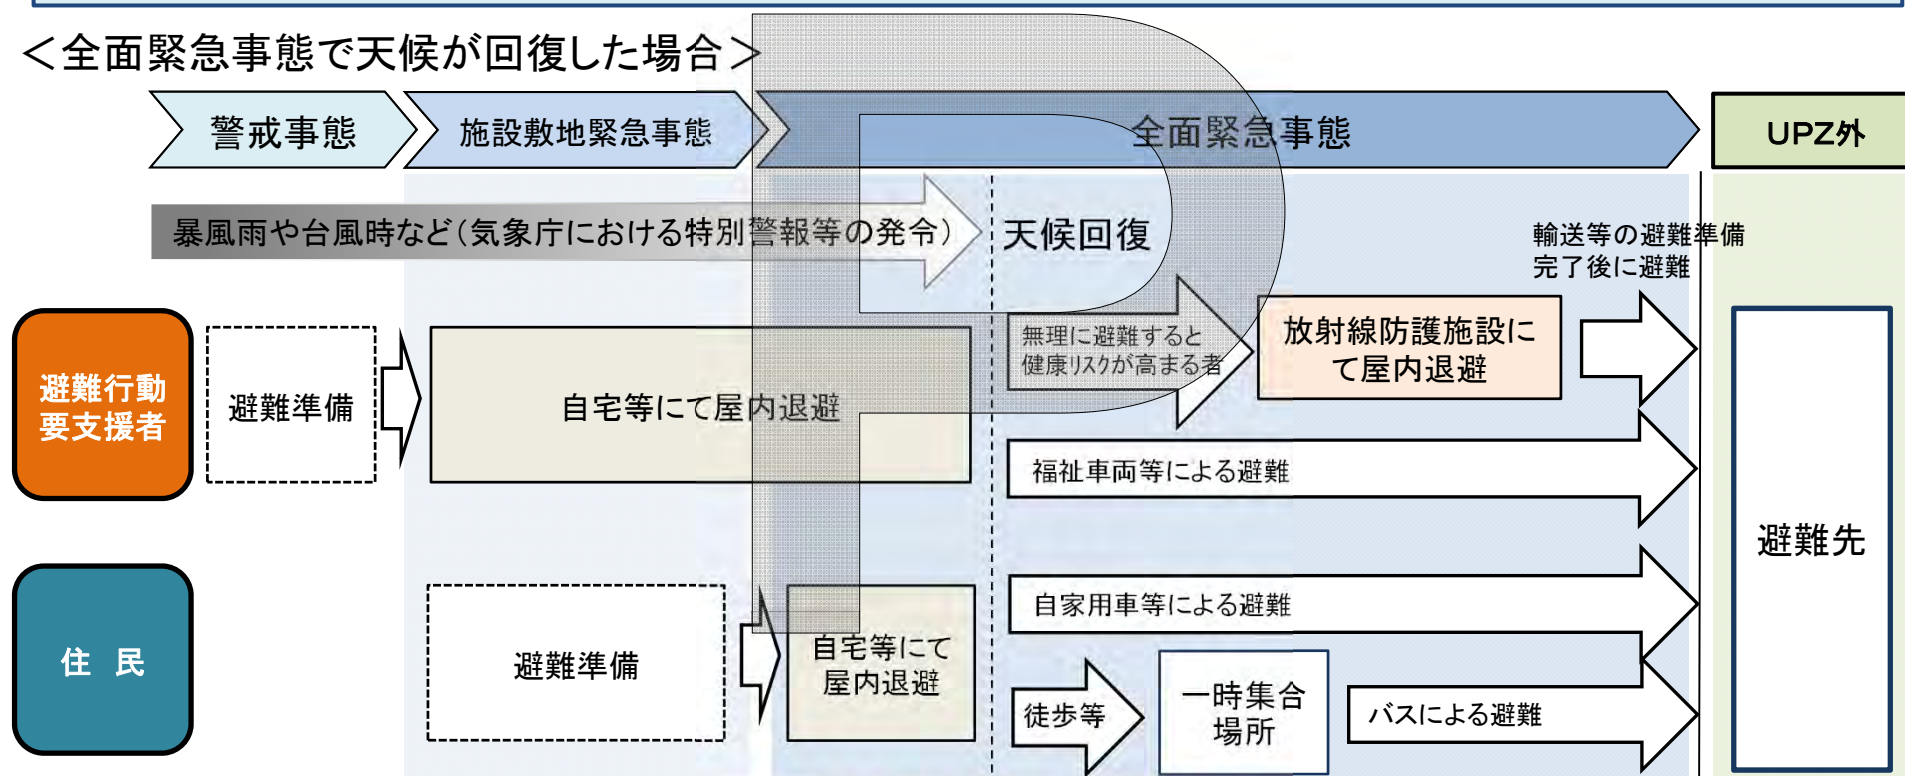 ＜全面緊急事態で天候が回復した場合＞
警戒事態
施設敷地緊急事態
全面緊急事態
UPZ外
暴風雨や台風時など（気象庁における特別警報等の発令）
天候回復
輸送等の避難準備
完了後に避難
避難行動
要支援者
避難準備
自宅等にて屋内退避
無理に避難すると
健康リスクが高まる者
放射線防護施設に
て屋内退避
福祉車両等による避難
避難先
住　民
避難準備
自宅等にて
屋内退避
自家用車等による避難
徒歩等
一時集合
場所
バスによる避難
P